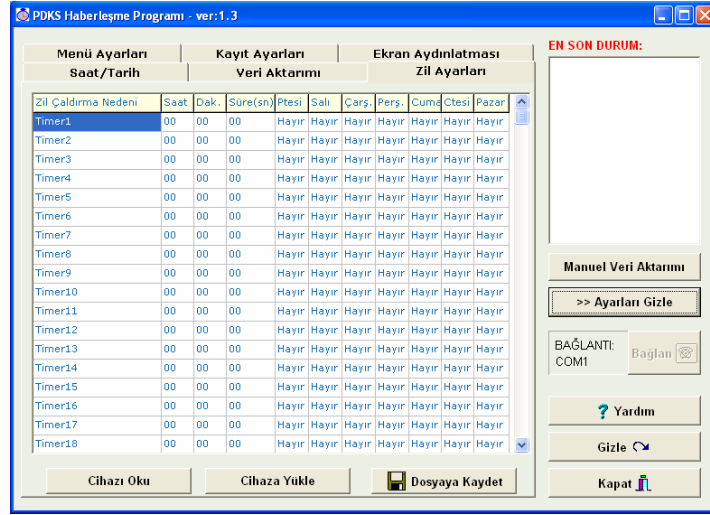 PDKS Haberleşme Programı - ver:1.3
Menü Ayarları Kayıt Ayarları Ekran Aydınlatması
Saat/Tarih Veri Aktarımı Zil Ayarları
Zil Çaldırma Nedeni Saat Dak. Süre(sn) Ptesi Salı Çarş. Perş. Cuma Ctesi Pazar
Timer1 00 00 00 Hayır Hayır Hayır Hayır Hayır Hayır Hayır
Timer2 00 00 00 Hayır Hayır Hayır Hayır Hayır Hayır Hayır
Timer3 00 00 00 Hayır Hayır Hayır Hayır Hayır Hayır Hayır
Timer4 00 00 00 Hayır Hayır Hayır Hayır Hayır Hayır Hayır
Timer5 00 00 00 Hayır Hayır Hayır Hayır Hayır Hayır Hayır
Timer6 00 00 00 Hayır Hayır Hayır Hayır Hayır Hayır Hayır
Timer7 00 00 00 Hayır Hayır Hayır Hayır Hayır Hayır Hayır
Timer8 00 00 00 Hayır Hayır Hayır Hayır Hayır Hayır Hayır
Timer9 00 00 00 Hayır Hayır Hayır Hayır Hayır Hayır Hayır
Timer10 00 00 00 Hayır Hayır Hayır Hayır Hayır Hayır Hayır
Timer11 00 00 00 Hayır Hayır Hayır Hayır Hayır Hayır Hayır
Timer12 00 00 00 Hayır Hayır Hayır Hayır Hayır Hayır Hayır
Timer13 00 00 00 Hayır Hayır Hayır Hayır Hayır Hayır Hayır
Timer14 00 00 00 Hayır Hayır Hayır Hayır Hayır Hayır Hayır
Timer15 00 00 00 Hayır Hayır Hayır Hayır Hayır Hayır Hayır
Timer16 00 00 00 Hayır Hayır Hayır Hayır Hayır Hayır Hayır
Timer17 00 00 00 Hayır Hayır Hayır Hayır Hayır Hayır Hayır
Timer18 00 00 00 Hayır Hayır Hayır Hayır Hayır Hayır Hayır
Cihazı Oku Cihaza Yükle Dosyaya Kaydet
EN SON DURUM:
Manuel Veri Aktarımı
>> Ayarları Gizle
BAĞLANTI:
COM1
Bağlan
? Yardım
Gizle
Kapat